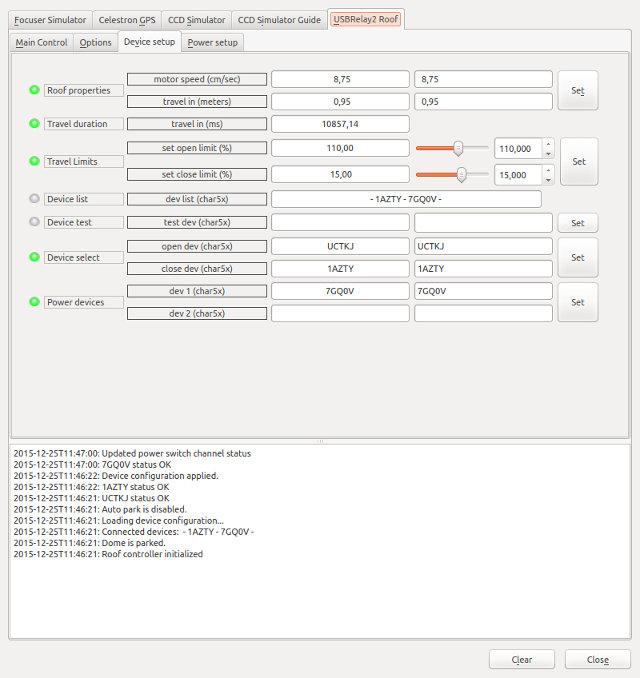 Focuser Simulator Celestron GPS CCD Simulator CCD Simulator Guide USBRelay2 Roof
Main Control Options Device setup Power setup
Roof properties motor speed (cm/sec) 8,75 8,75 Set
travel in (meters) 0,95 0,95
Travel duration travel in (ms) 10857,14
Travel Limits set open limit (%) 110,00 110,000 Set
set close limit (%) 15,00 15,000
Device list dev list (char5x) - 1AZTY - 7GQ0V -
Device test test dev (char5x) Set
Device select open dev (char5x) UCTKJ UCTKJ Set
close dev (char5x) 1AZTY 1AZTY
Power devices dev 1 (char5x) 7GQ0V 7GQ0V Set
dev 2 (char5x)
2015-12-25T11:47:00: Updated power switch channel status
2015-12-25T11:47:00: 7GQ0V status OK
2015-12-25T11:46:22: Device configuration applied.
2015-12-25T11:46:22: 1AZTY status OK
2015-12-25T11:46:21: UCTKJ status OK
2015-12-25T11:46:21: Auto park is disabled.
2015-12-25T11:46:21: Loading device configuration...
2015-12-25T11:46:21: Connected devices: - 1AZTY - 7GQ0V -
2015-12-25T11:46:21: Dome is parked.
2015-12-25T11:46:21: Roof controller initialized
Clear Close